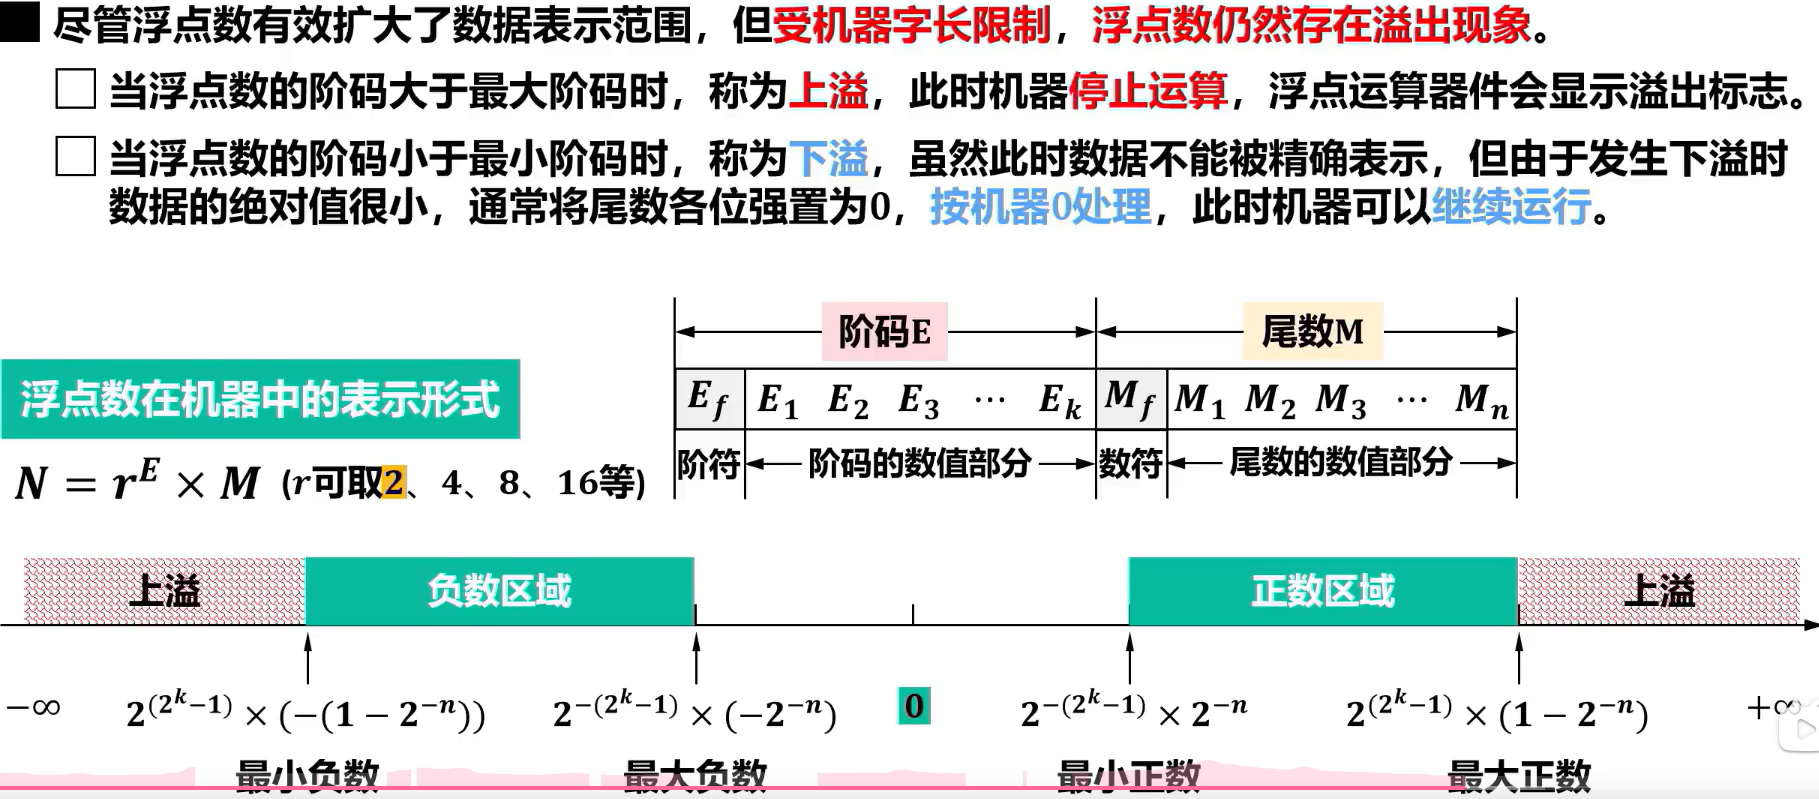 尽管浮点数有效扩大了数据表示范围，但受机器字长限制，浮点数仍然存在溢出现象。
当浮点数的阶码大于最大阶码时，称为上溢，此时机器停止运算，浮点运算器件会显示溢出标志。
当浮点数的阶码小于最小阶码时，称为下溢，虽然此时数据不能被精确表示，但由于发生下溢时
数据的绝对值很小，通常将尾数各位强置为0，按机器0处理，此时机器可以继续运行。
阶码E 尾数M
浮点数在机器中的表示形式
E_f E_1 E_2 E_3 ⋯ E_k M_f M_1 M_2 M_3 ⋯ M_n
阶符 阶码的数值部分 数符 尾数的数值部分
N = r^E × M (r可取2、4、8、16等)
上溢 负数区域 正数区域 上溢
−∞ 2^(2^k−1) × (−(1 − 2^−n)) 2^−(2^k−1) × (−2^−n) 0 2^−(2^k−1) × 2^−n 2^(2^k−1) × (1 − 2^−n) +∞
最小负数 最大负数 最小正数 最大正数